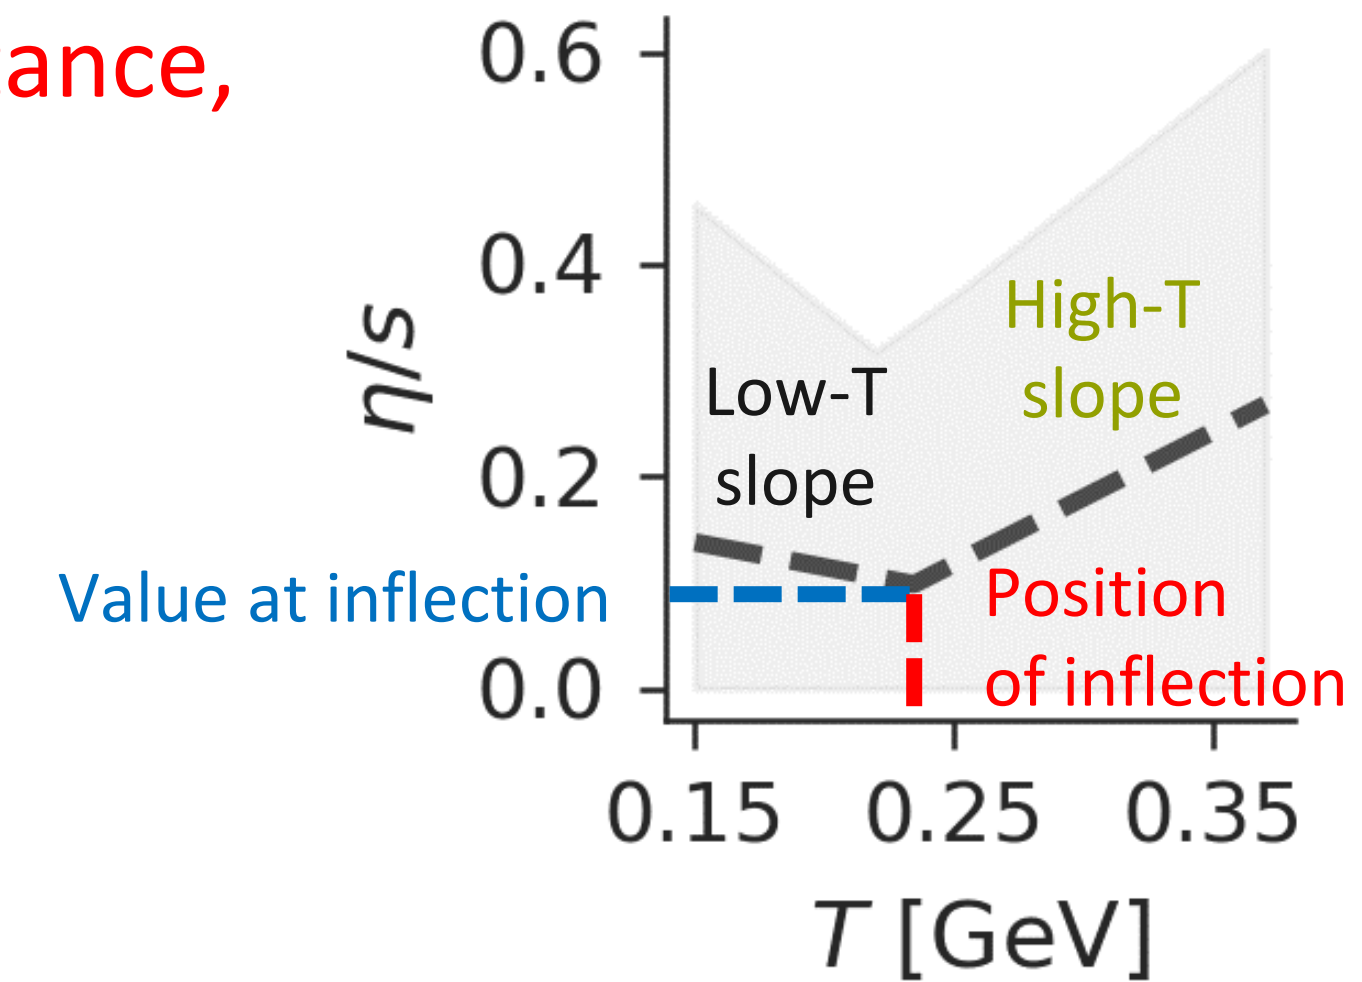 0.6
0.4
0.2
0.0
η/s
High-T
slope
Low-T
slope
Value at inflection
Position
of inflection
0.15 0.25 0.35
T [GeV]